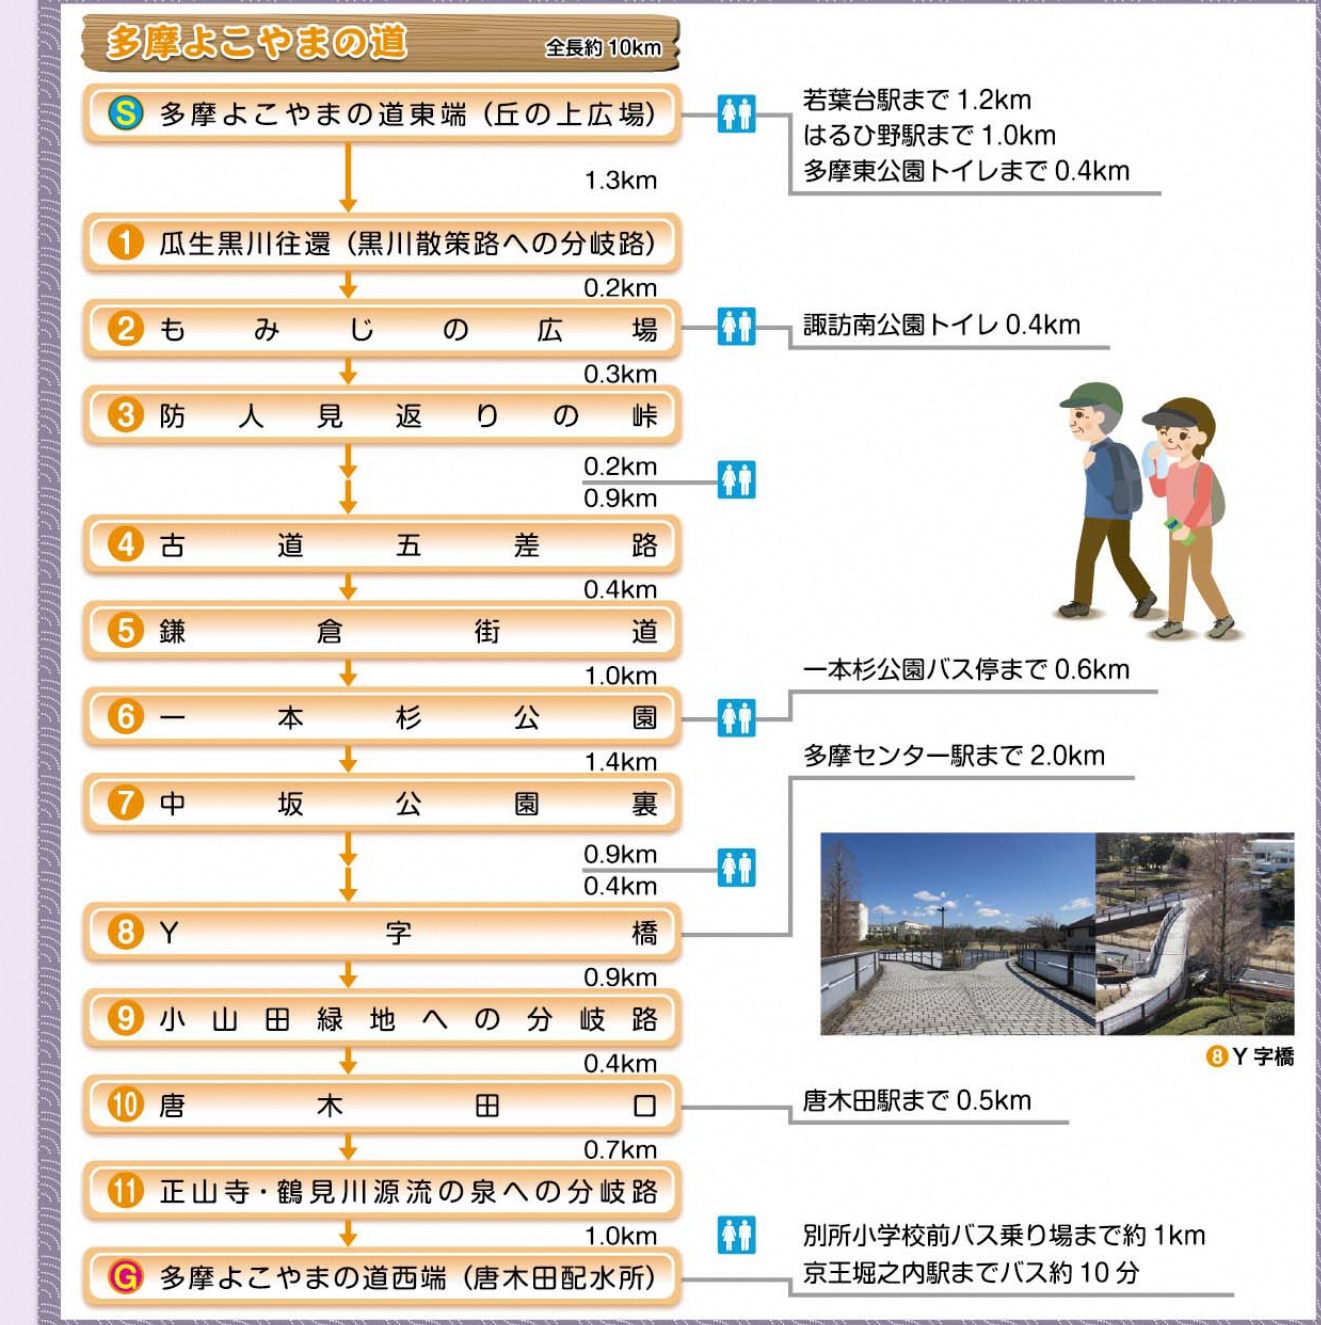 多摩よこやまの道 全長約10km
S 多摩よこやまの道東端（丘の上広場）
若葉台駅まで1.2km
はるひ野駅まで1.0km
多摩東公園トイレまで0.4km
1.3km
1 瓜生黒川往還（黒川散策路への分岐路）
0.2km
2 もみじの広場
諏訪南公園トイレ0.4km
0.3km
3 防人見返りの峠
0.2km
0.9km
4 古道五差路
0.4km
5 鎌倉街道
1.0km
一本杉公園バス停まで0.6km
6 一本杉公園
1.4km
多摩センター駅まで2.0km
7 中坂公園裏
0.9km
0.4km
8 Y字橋
0.9km
9 小山田緑地への分岐路
8 Y字橋
0.4km
10 唐木田口
唐木田駅まで0.5km
0.7km
11 正山寺・鶴見川源流の泉への分岐路
1.0km
別所小学校前バス乗り場まで約1km
京王堀之内駅までバス約10分
G 多摩よこやまの道西端（唐木田配水所）